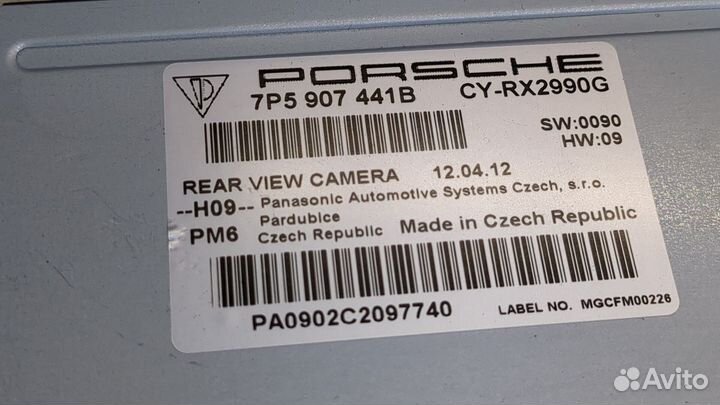 PORSCHE
7P5 907 441B CY-RX2990G
SW:0090
HW:09
REAR VIEW CAMERA 12.04.12
--H09-- Panasonic Automotive Systems Czech, s.r.o.
Pardubice
PM6 Czech Republic Made in Czech Republic
PA0902C2097740 LABEL NO. MGCFM00226
Avito